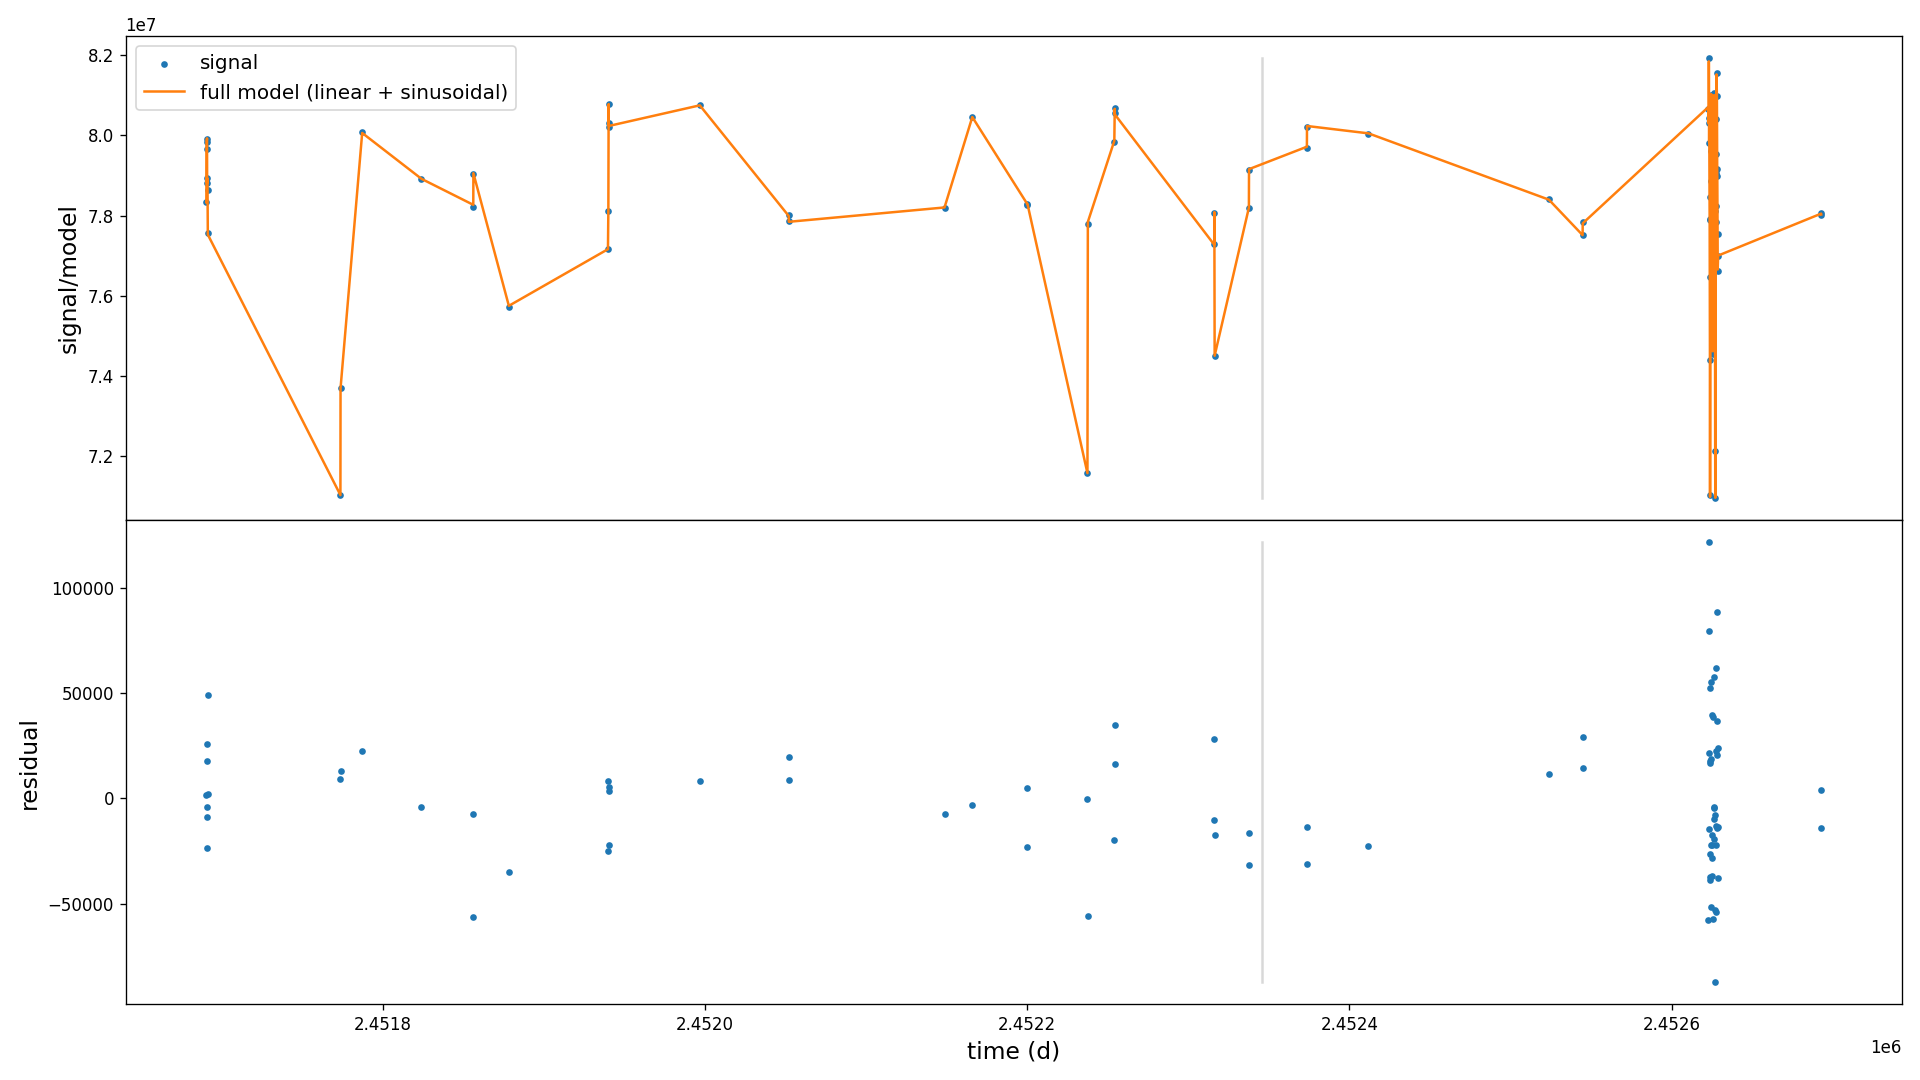 1e7
8.2
signal
full model (linear + sinusoidal)
8.0
7.8
7.6
7.4
7.2
signal/model
100000
50000
0
−50000
residual
2.4518
2.4520
2.4522
2.4524
2.4526
time (d)
1e6